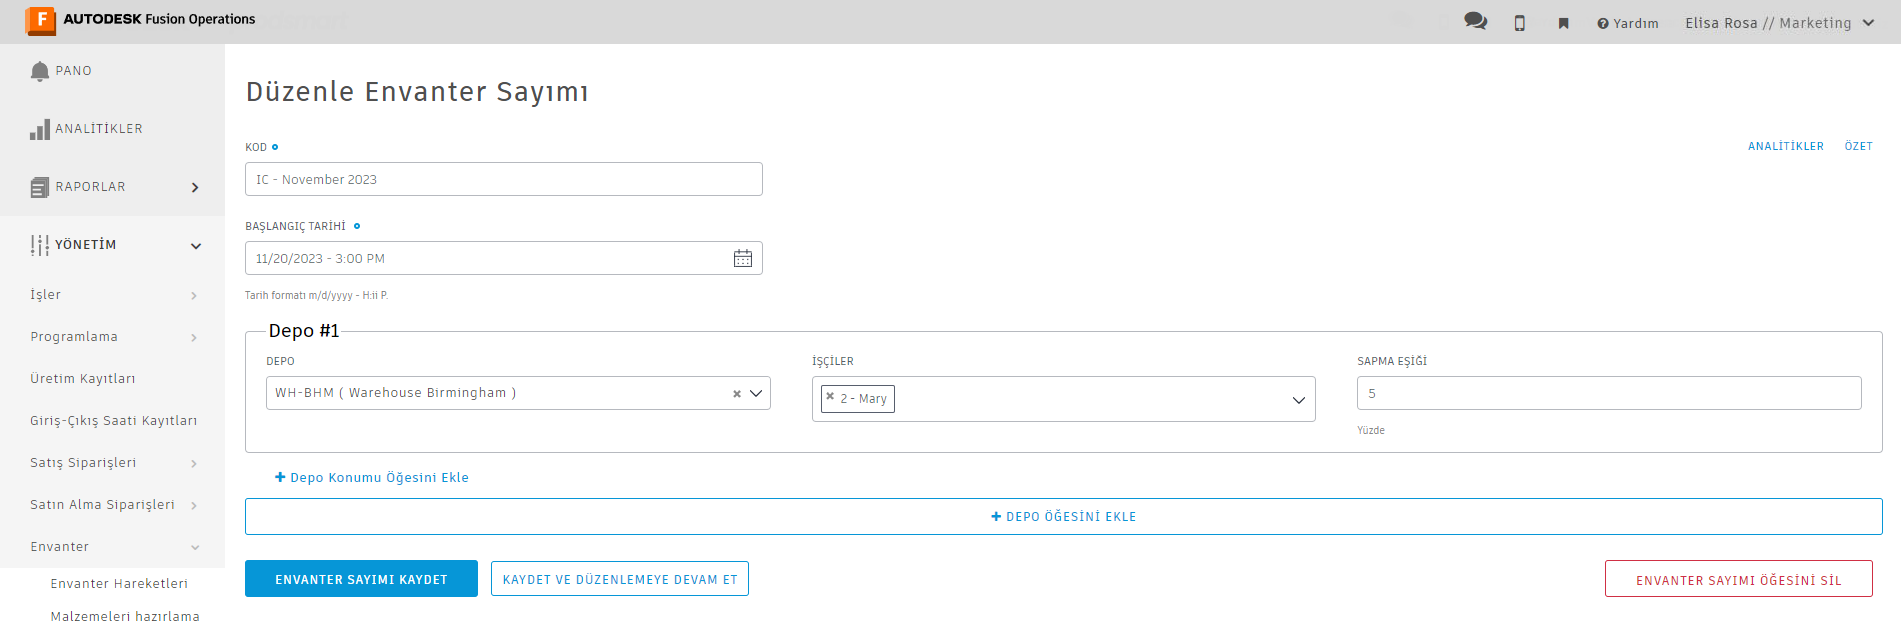 F AUTODESK Fusion Operations
Yardım
Elisa Rosa // Marketing
PANO
ANALİTİKLER
RAPORLAR
YÖNETİM
İşler
Programlama
Üretim Kayıtları
Giriş-Çıkış Saati Kayıtları
Satış Siparişleri
Satın Alma Siparişleri
Envanter
Envanter Hareketleri
Malzemeleri hazırlama
Düzenle Envanter Sayımı
ANALİTİKLER ÖZET
KOD
IC - November 2023
BAŞLANGIÇ TARİHİ
11/20/2023 - 3:00 PM
Tarih formatı m/d/yyyy - H:ii P.
Depo #1
DEPO
WH-BHM ( Warehouse Birmingham )
İŞÇİLER
2 - Mary
SAPMA EŞİĞİ
5
Yüzde
Depo Konumu Öğesini Ekle
DEPO ÖĞESİNİ EKLE
ENVANTER SAYIMI KAYDET
KAYDET VE DÜZENLEMEYE DEVAM ET
ENVANTER SAYIMI ÖĞESİNİ SİL